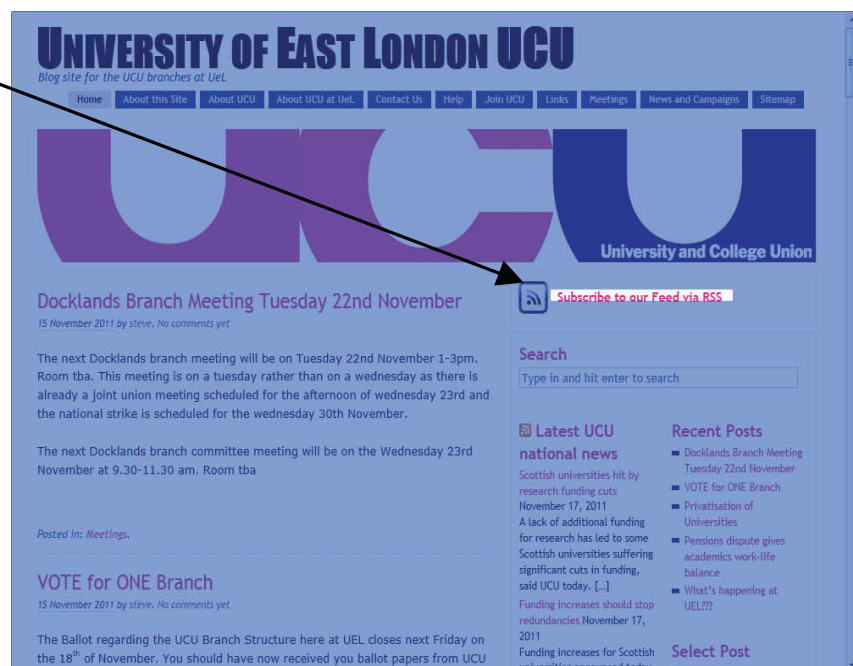 UNIVERSITY OF EAST LONDON UCU
Blog site for the UCU branches at UeL
Home About this Site About UCU About UCU at UeL Contact Us Help Join UCU Links Meetings News and Campaigns Sitemap
UCU
University and College Union
Docklands Branch Meeting Tuesday 22nd November
15 November 2011 by steve. No comments yet
The next Docklands branch meeting will be on Tuesday 22nd November 1-3pm.
Room tba. This meeting is on a tuesday rather than on a wednesday as there is
already a joint union meeting scheduled for the afternoon of wednesday 23rd and
the national strike is scheduled for the wednesday 30th November.
The next Docklands branch committee meeting will be on the Wednesday 23rd
November at 9.30-11.30 am. Room tba
Posted in: Meetings.
VOTE for ONE Branch
15 November 2011 by steve. No comments yet
The Ballot regarding the UCU Branch Structure here at UEL closes next Friday on
the 18th of November. You should have now received you ballot papers from UCU
Subscribe to our Feed via RSS
Search
Type in and hit enter to search
Latest UCU
national news
Scottish universities hit by
research funding cuts
November 17, 2011
A lack of additional funding
for research has led to some
Scottish universities suffering
significant cuts in funding,
said UCU today. [...]
Funding increases should stop
redundancies November 17,
2011
Funding increases for Scottish
Recent Posts
Docklands Branch Meeting
Tuesday 22nd November
VOTE for ONE Branch
Privatisation of
Universities
Pensions dispute gives
academics work-life
balance
What's happening at
UEL???
Select Post